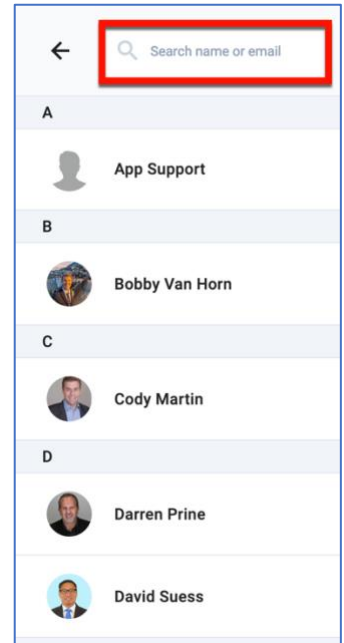 Search name or email
A
App Support
B
Bobby Van Horn
C
Cody Martin
D
Darren Prine
David Suess